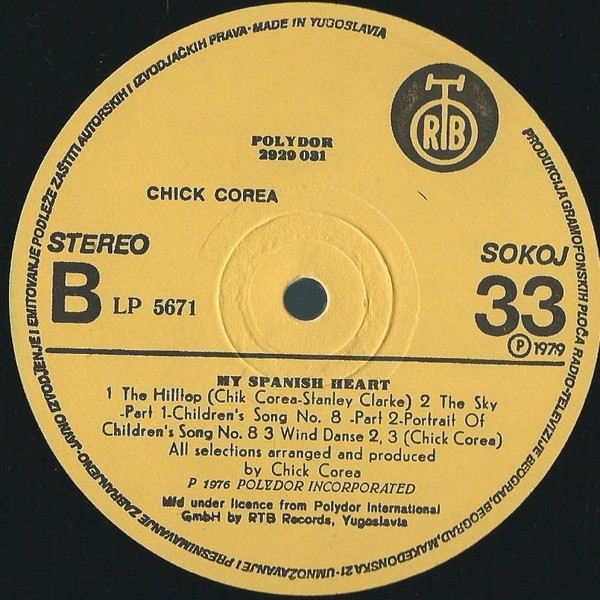 PRODUKCIJA GRAMOFONSKIH PLOČA RADIO-TELEVIZIJE BEOGRAD, BEOGRAD, MAKEDONSKA 21 - UMNOŽAVANJE I PRESNIMAVANJE ZABRANJENO - JAVNO IZVODJENJE I EMITOVANJE PODLEŽE ZAŠTITI AUTORSKIH I IZVODJAČKIH PRAVA - MADE IN YUGOSLAVIA
RTB
POLYDOR
2929 031
CHICK COREA
STEREO
SOKOJ
B LP 5671
33
Ⓟ 1979
MY SPANISH HEART
1 The Hilltop (Chik Corea-Stanley Clarke) 2 The Sky
-Part 1-Children's Song No. 8 -Part 2-Portrait Of
Children's Song No. 8 3 Wind Danse 2, 3 (Chick Corea)
All selections arranged and produced
by Chick Corea
P 1976 POLYDOR INCORPORATED
Mfd under licence from Polydor International
GmbH by RTB Records, Yugoslavia